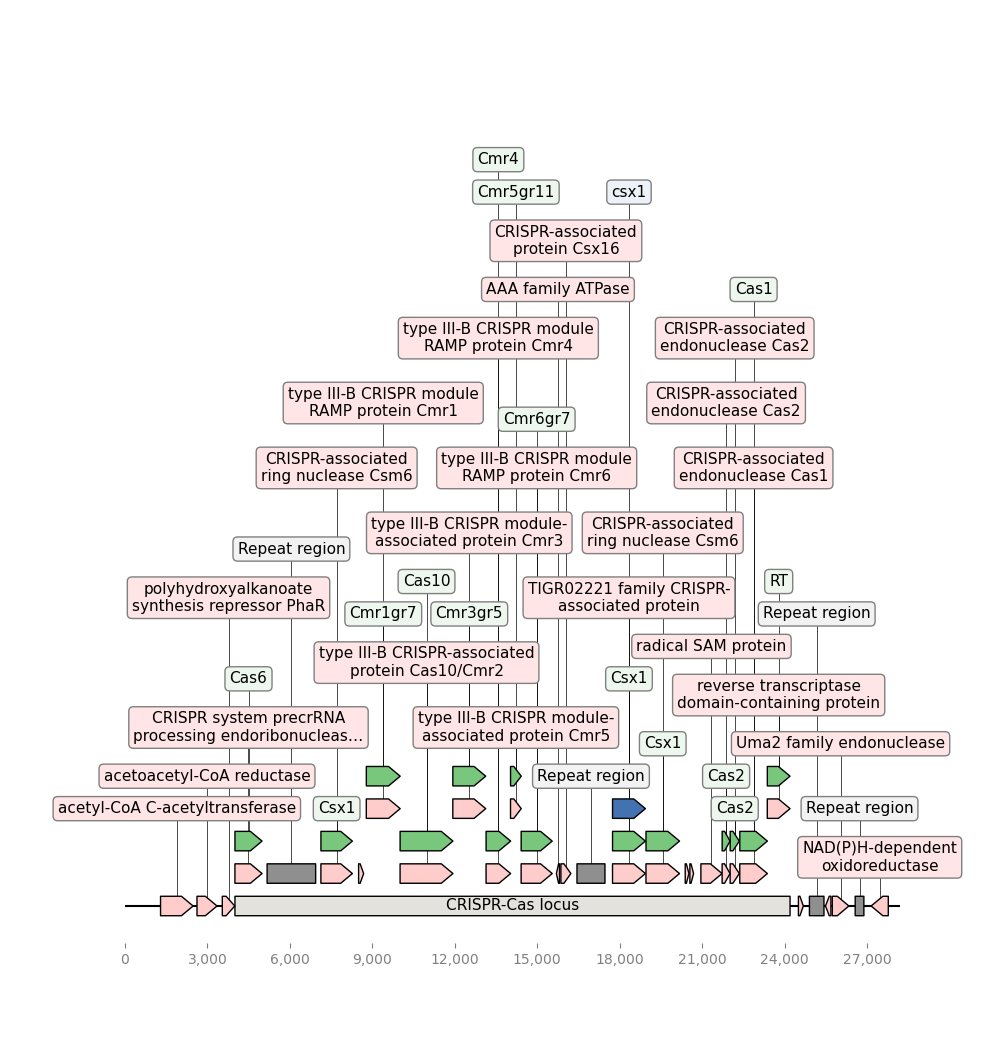 Cmr4
Cmr5gr11
csx1
CRISPR-associated
protein Csx16
AAA family ATPase
Cas1
type III-B CRISPR module
RAMP protein Cmr4
CRISPR-associated
endonuclease Cas2
type III-B CRISPR module
RAMP protein Cmr1
CRISPR-associated
endonuclease Cas2
Cmr6gr7
CRISPR-associated
ring nuclease Csm6
type III-B CRISPR module
RAMP protein Cmr6
CRISPR-associated
endonuclease Cas1
type III-B CRISPR module-
associated protein Cmr3
CRISPR-associated
ring nuclease Csm6
Repeat region
Cas10
RT
polyhydroxyalkanoate
synthesis repressor PhaR
TIGR02221 family CRISPR-
associated protein
Cmr1gr7
Cmr3gr5
Repeat region
radical SAM protein
type III-B CRISPR-associated
protein Cas10/Cmr2
Cas6
Csx1
reverse transcriptase
domain-containing protein
CRISPR system precrRNA
processing endoribonucleas…
type III-B CRISPR module-
associated protein Cmr5
Csx1
Uma2 family endonuclease
acetoacetyl-CoA reductase
Repeat region
Cas2
acetyl-CoA C-acetyltransferase
Csx1
Cas2
Repeat region
NAD(P)H-dependent
oxidoreductase
CRISPR-Cas locus
0 3,000 6,000 9,000 12,000 15,000 18,000 21,000 24,000 27,000